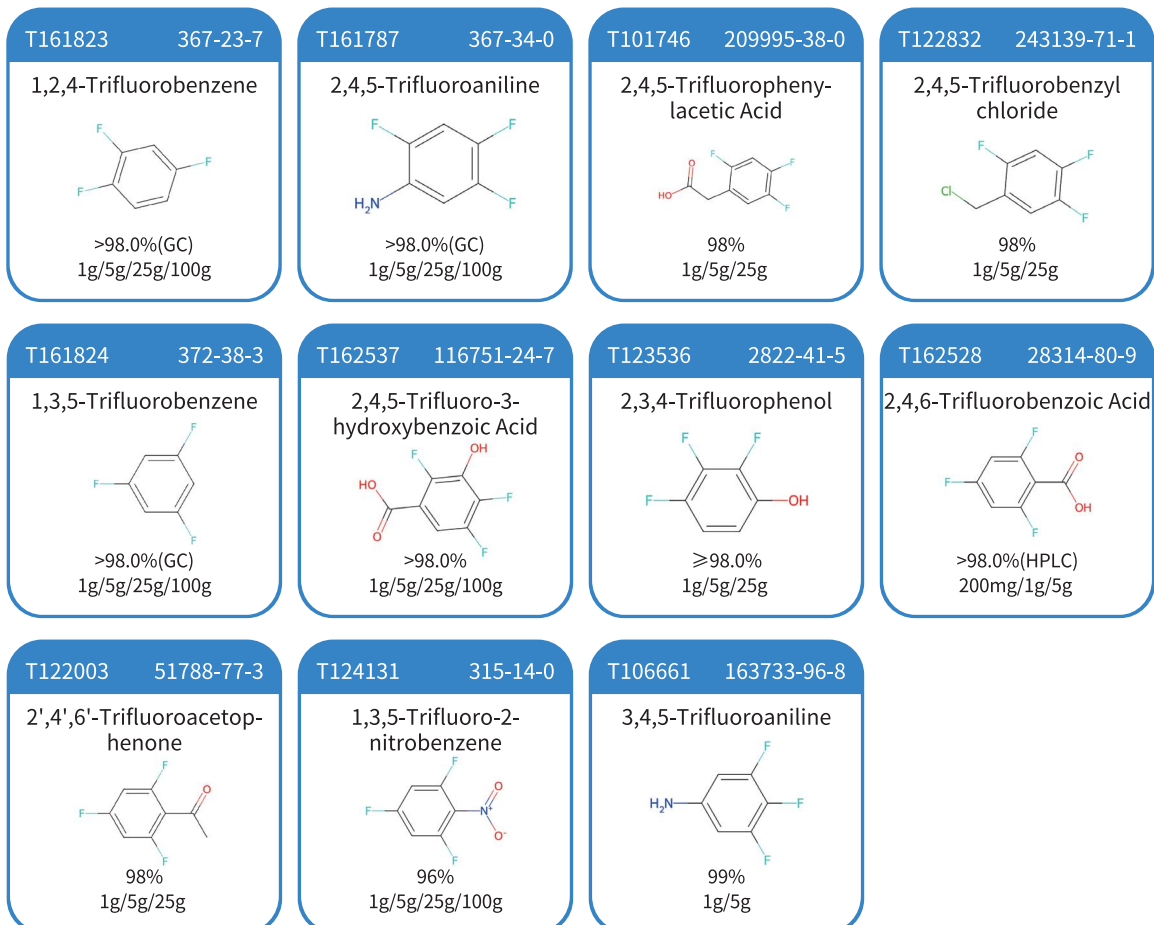 T161823 367-23-7
1,2,4-Trifluorobenzene
F
F
F
>98.0%(GC)
1g/5g/25g/100g
T161787 367-34-0
2,4,5-Trifluoroaniline
F
F
H₂N
F
>98.0%(GC)
1g/5g/25g/100g
T101746 209995-38-0
2,4,5-Trifluoropheny-
lacetic Acid
O
F
F
HO
F
98%
1g/5g/25g
T122832 243139-71-1
2,4,5-Trifluorobenzyl
chloride
F
F
Cl
F
98%
1g/5g/25g
T161824 372-38-3
1,3,5-Trifluorobenzene
F
F
F
>98.0%(GC)
1g/5g/25g/100g
T162537 116751-24-7
2,4,5-Trifluoro-3-
hydroxybenzoic Acid
OH
F
HO
F
O
F
>98.0%
1g/5g/25g/100g
T123536 2822-41-5
2,3,4-Trifluorophenol
F
F
F
OH
≥98.0%
1g/5g/25g
T162528 28314-80-9
2,4,6-Trifluorobenzoic Acid
F
O
F
OH
F
>98.0%(HPLC)
200mg/1g/5g
T122003 51788-77-3
2',4',6'-Trifluoroacetop-
henone
F
O
F
F
98%
1g/5g/25g
T124131 315-14-0
1,3,5-Trifluoro-2-
nitrobenzene
F
O
F
N⁺
O⁻
F
96%
1g/5g/25g/100g
T106661 163733-96-8
3,4,5-Trifluoroaniline
F
H₂N
F
F
99%
1g/5g